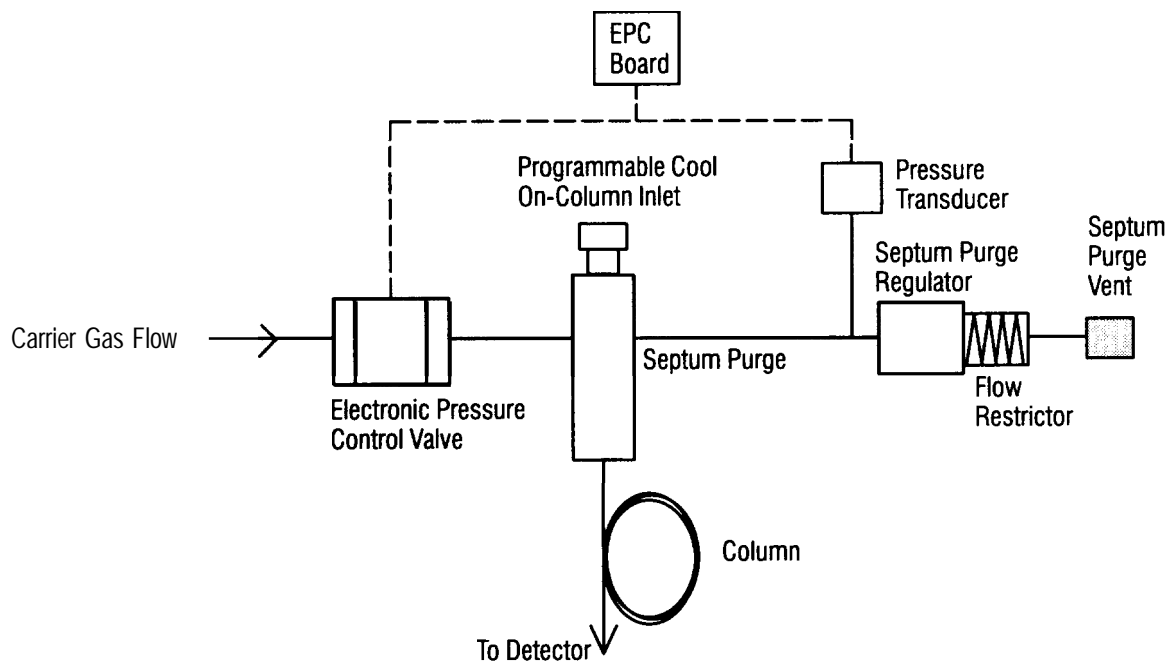 EPC
Board
Programmable Cool
On-Column Inlet
Pressure
Transducer
Septum
Purge
Vent
Septum Purge
Regulator
Carrier Gas Flow
Septum Purge
Flow
Restrictor
Electronic Pressure
Control Valve
Column
To Detector